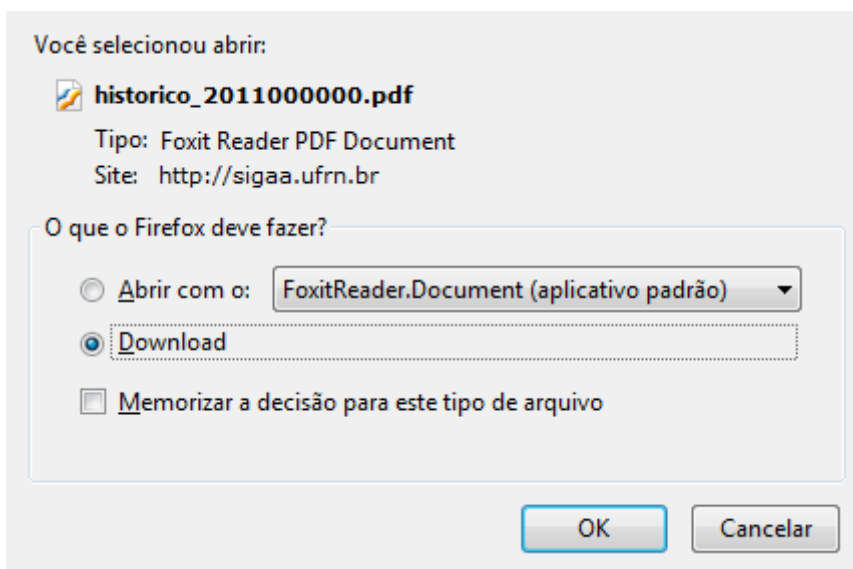 Você selecionou abrir:
historico_2011000000.pdf
Tipo: Foxit Reader PDF Document
Site: http://sigaa.ufrn.br
O que o Firefox deve fazer?
Abrir com o: FoxitReader.Document (aplicativo padrão)
Download
Memorizar a decisão para este tipo de arquivo
OK Cancelar